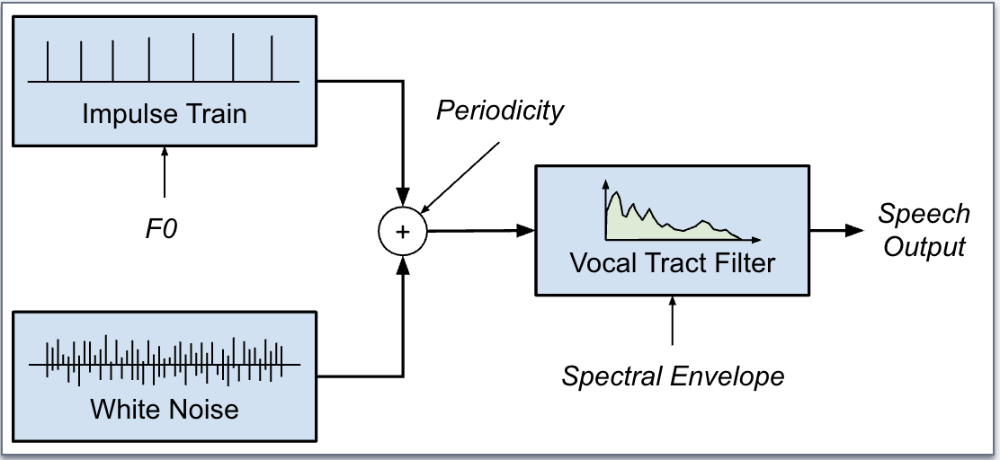 Impulse Train
Periodicity
F0
+
Speech
Output
Vocal Tract Filter
Spectral Envelope
White Noise